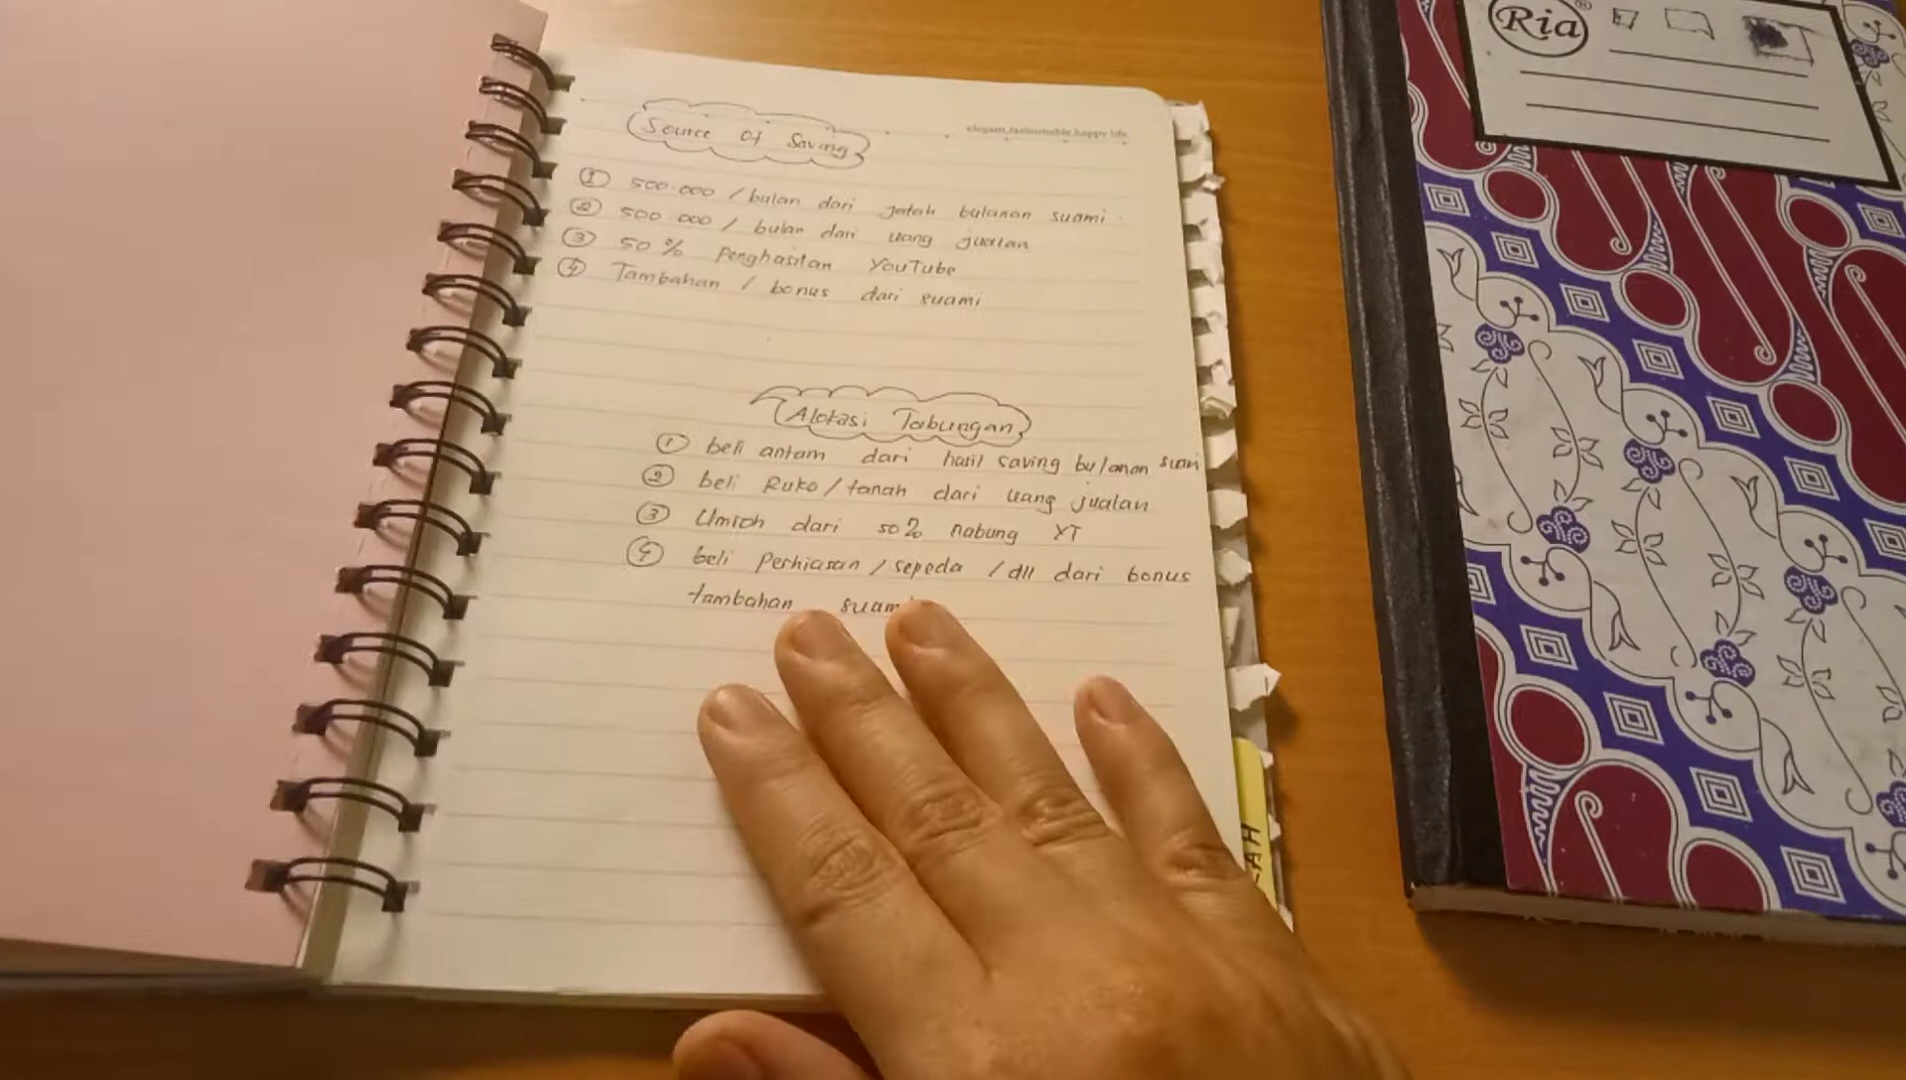 Source of Saving
elegant,fashionable,happy life.
① 500.000 / bulan dari jatah bulanan suami
② 500.000 / bulan dari uang jualan
③ 50% Penghasilan YouTube
④ Tambahan / bonus dari suami
Alokasi Tabungan
① beli antam dari hasil saving bulanan suami
② beli Ruko/tanah dari uang jualan
③ Umroh dari 50% nabung YT
④ beli Perhiasan /sepeda /dll dari bonus
tambahan suami
Ria®